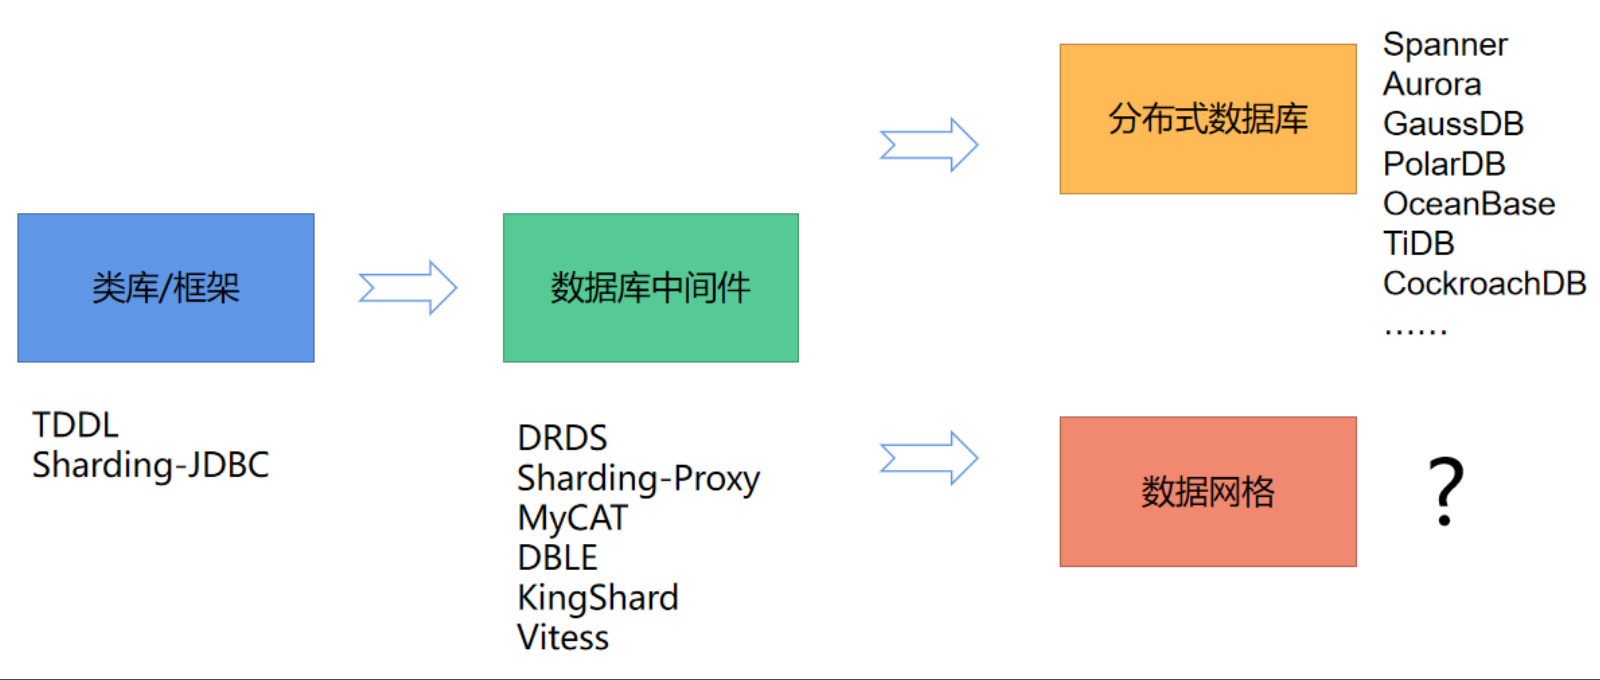 类库/框架
TDDL
Sharding-JDBC
数据库中间件
DRDS
Sharding-Proxy
MyCAT
DBLE
KingShard
Vitess
分布式数据库
Spanner
Aurora
GaussDB
PolarDB
OceanBase
TiDB
CockroachDB
……
数据网格
?